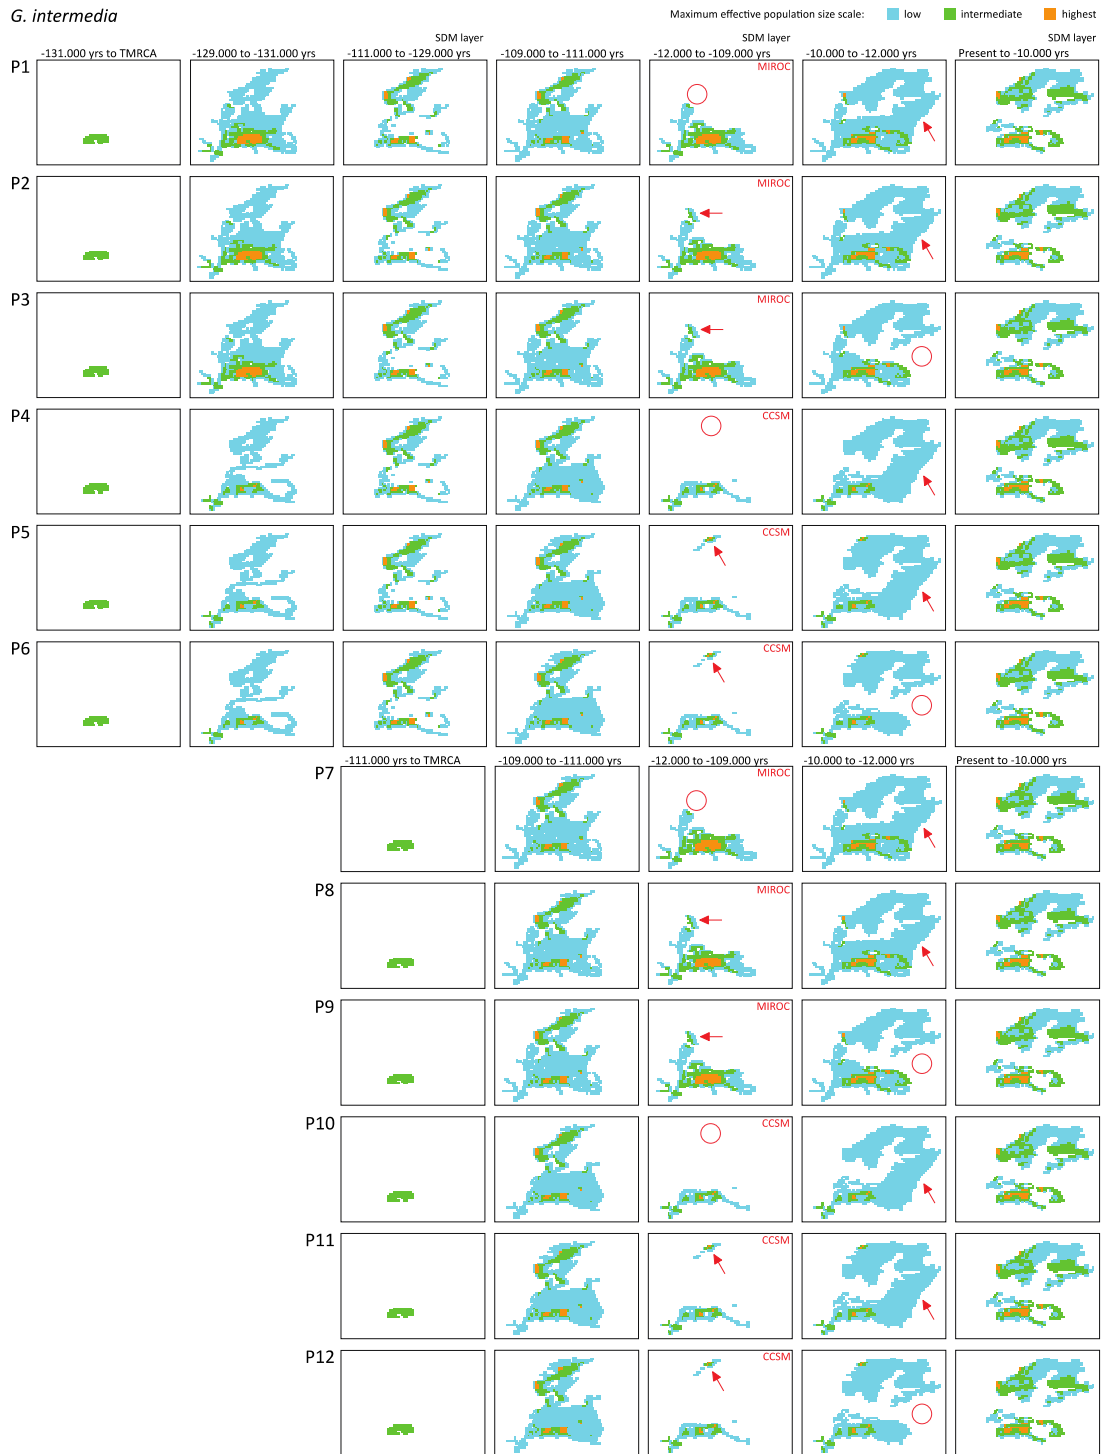 G. intermedia
Maximum effective population size scale: low intermediate highest
SDM layer SDM layer SDM layer
-131.000 yrs to TMRCA -129.000 to -131.000 yrs -111.000 to -129.000 yrs -109.000 to -111.000 yrs -12.000 to -109.000 yrs -10.000 to -12.000 yrs Present to -10.000 yrs
P1 MIROC
P2 MIROC
P3 MIROC
P4 CCSM
P5 CCSM
P6 CCSM
-111.000 yrs to TMRCA -109.000 to -111.000 yrs -12.000 to -109.000 yrs -10.000 to -12.000 yrs Present to -10.000 yrs
P7 MIROC
P8 MIROC
P9 MIROC
P10 CCSM
P11 CCSM
P12 CCSM